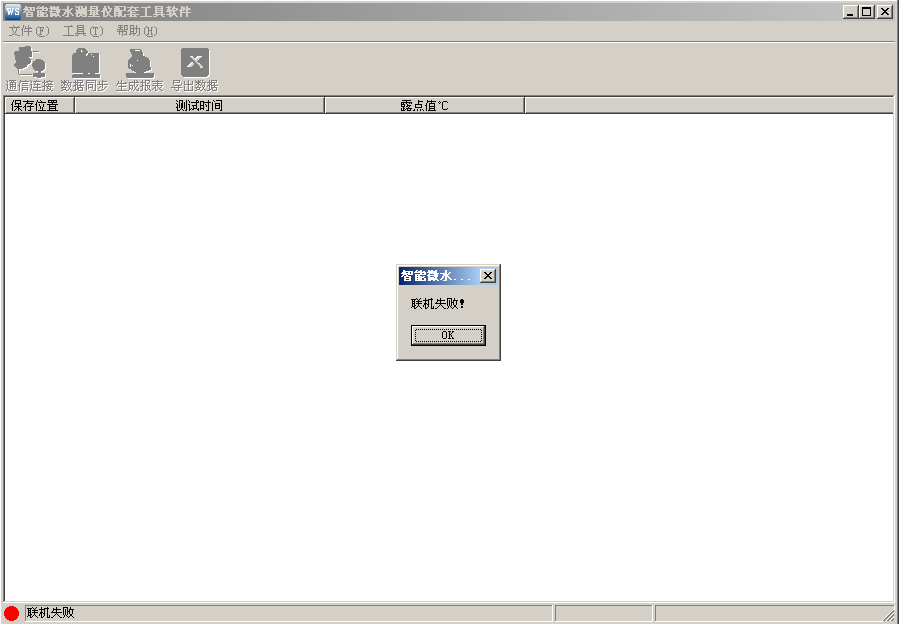 WS 智能微水测量仪配套工具软件
文件(F) 工具(T) 帮助(H)
通信连接 数据同步 生成报表 导出数据
保存位置 测试时间 露点值℃
智能微水...
联机失败!
OK
联机失败